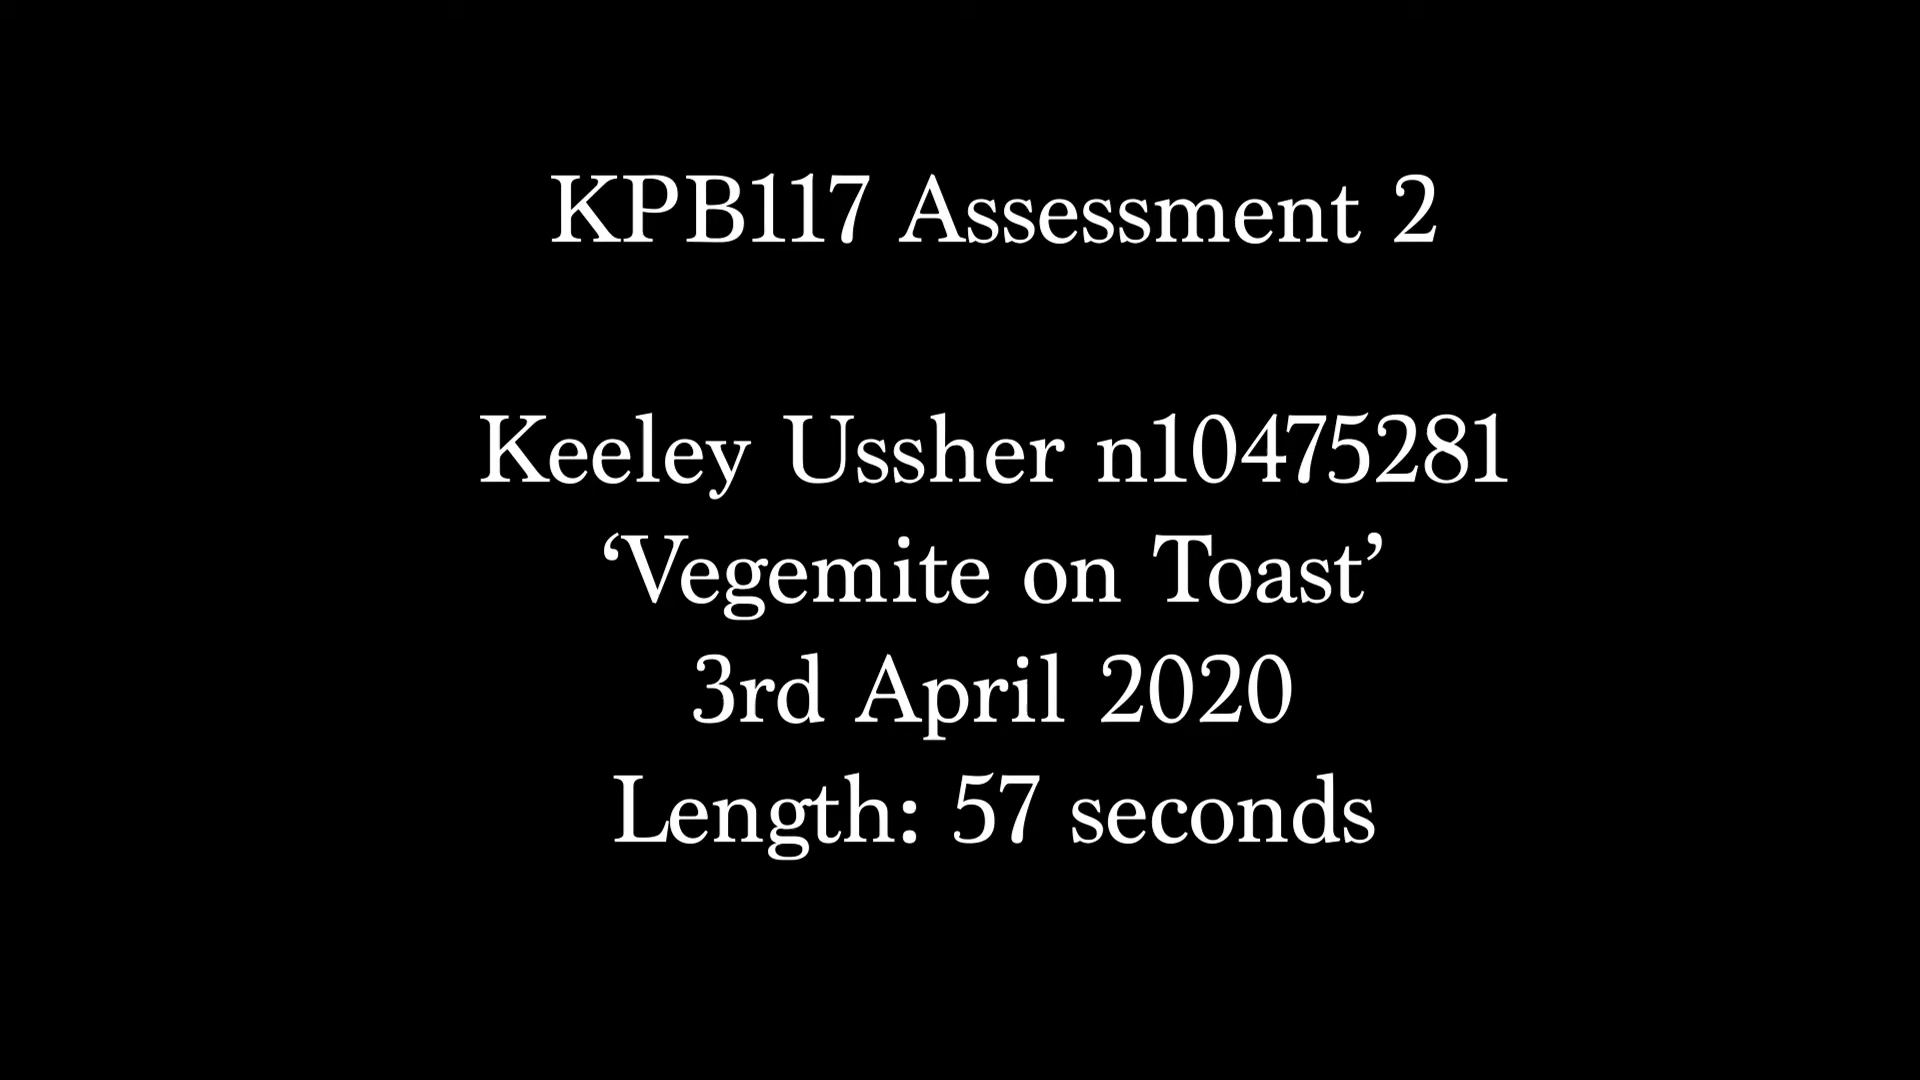 KPB117 Assessment 2
Keeley Ussher n10475281
‘Vegemite on Toast’
3rd April 2020
Length: 57 seconds